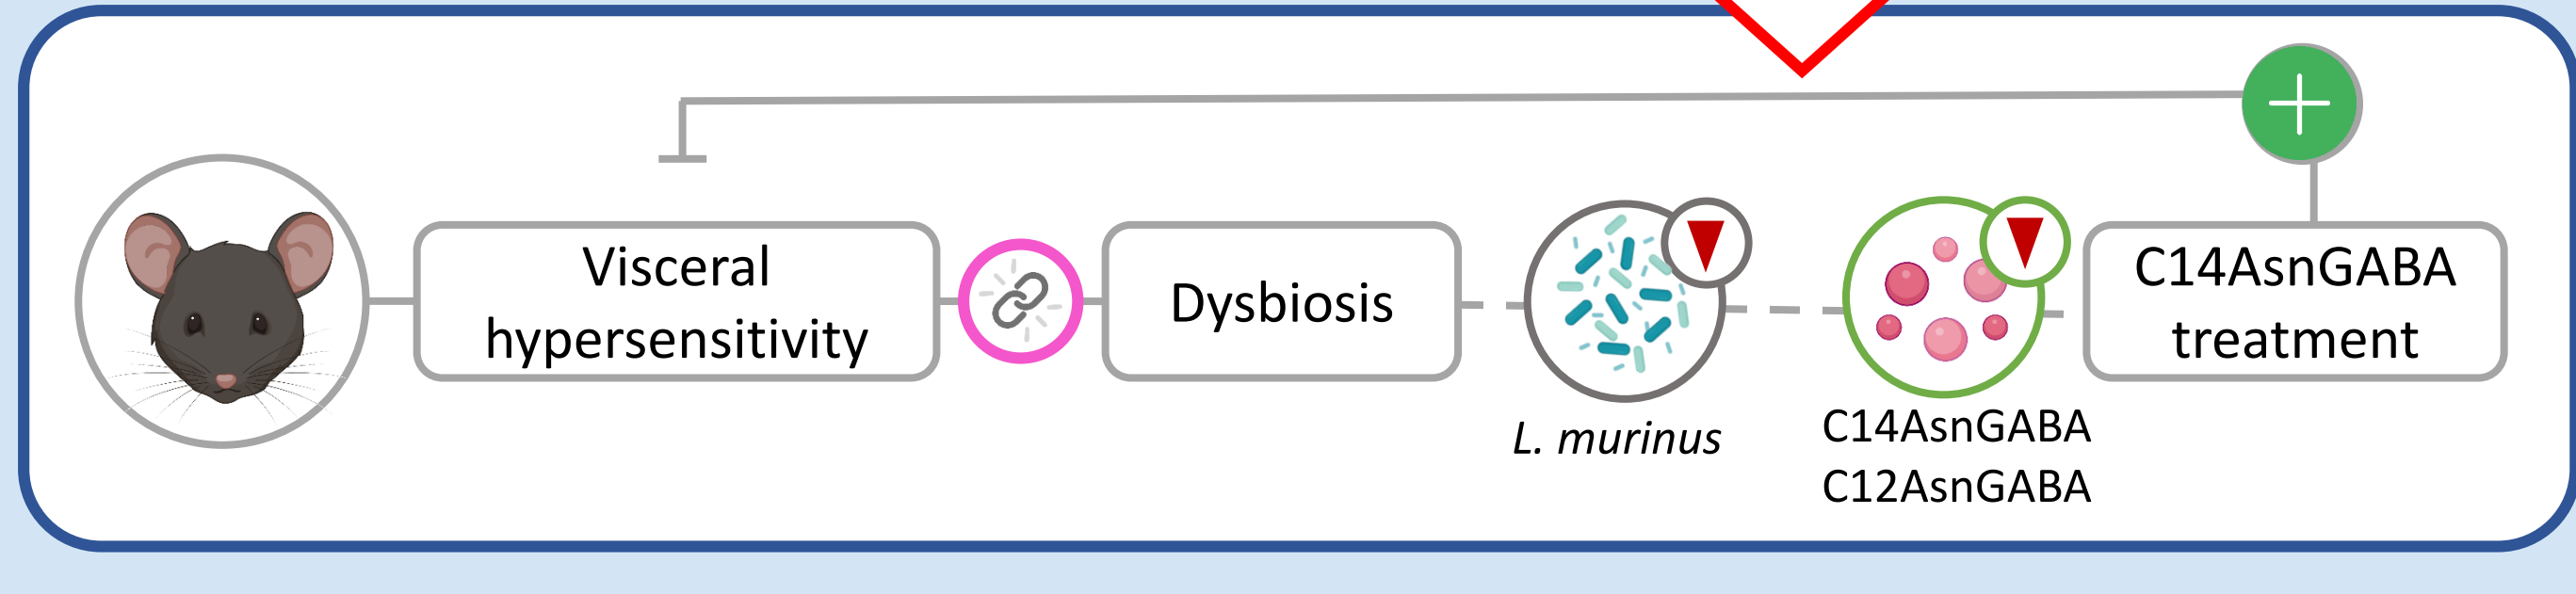 Visceral
hypersensitivity
Dysbiosis
L. murinus
C14AsnGABA
C12AsnGABA
C14AsnGABA
treatment